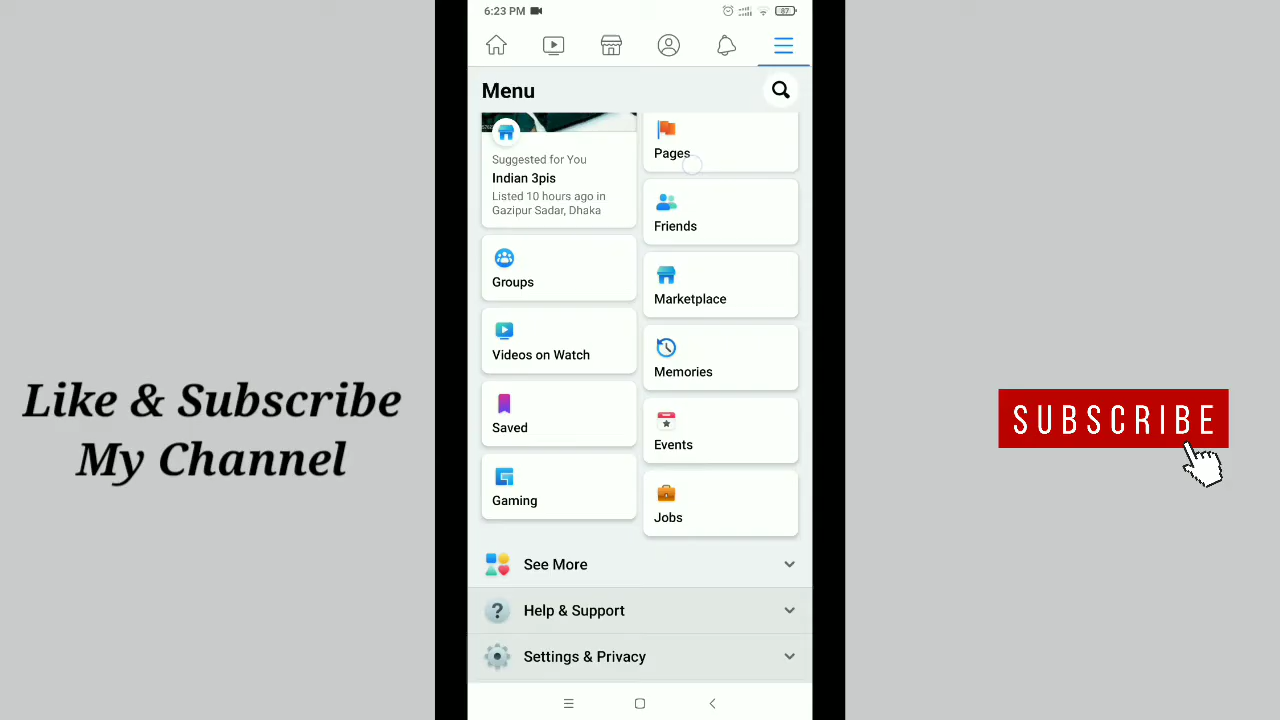 6:23 PM
87
Menu
Suggested for You
Indian 3pis
Listed 10 hours ago in
Gazipur Sadar, Dhaka
Groups
Videos on Watch
Saved
Gaming
Pages
Friends
Marketplace
Memories
Events
Jobs
See More
Help & Support
Settings & Privacy
Like & Subscribe
My Channel
SUBSCRIBE